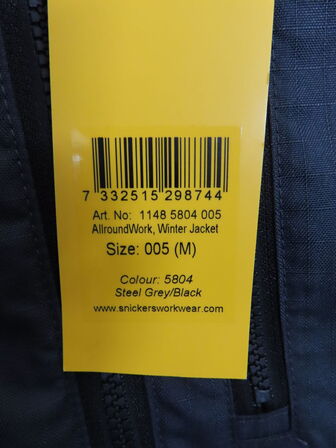 7 332515 298744
Art. No: 1148 5804 005
AllroundWork, Winter Jacket
Size: 005 (M)
Colour: 5804
Steel Grey/Black
www.snickersworkwear.com